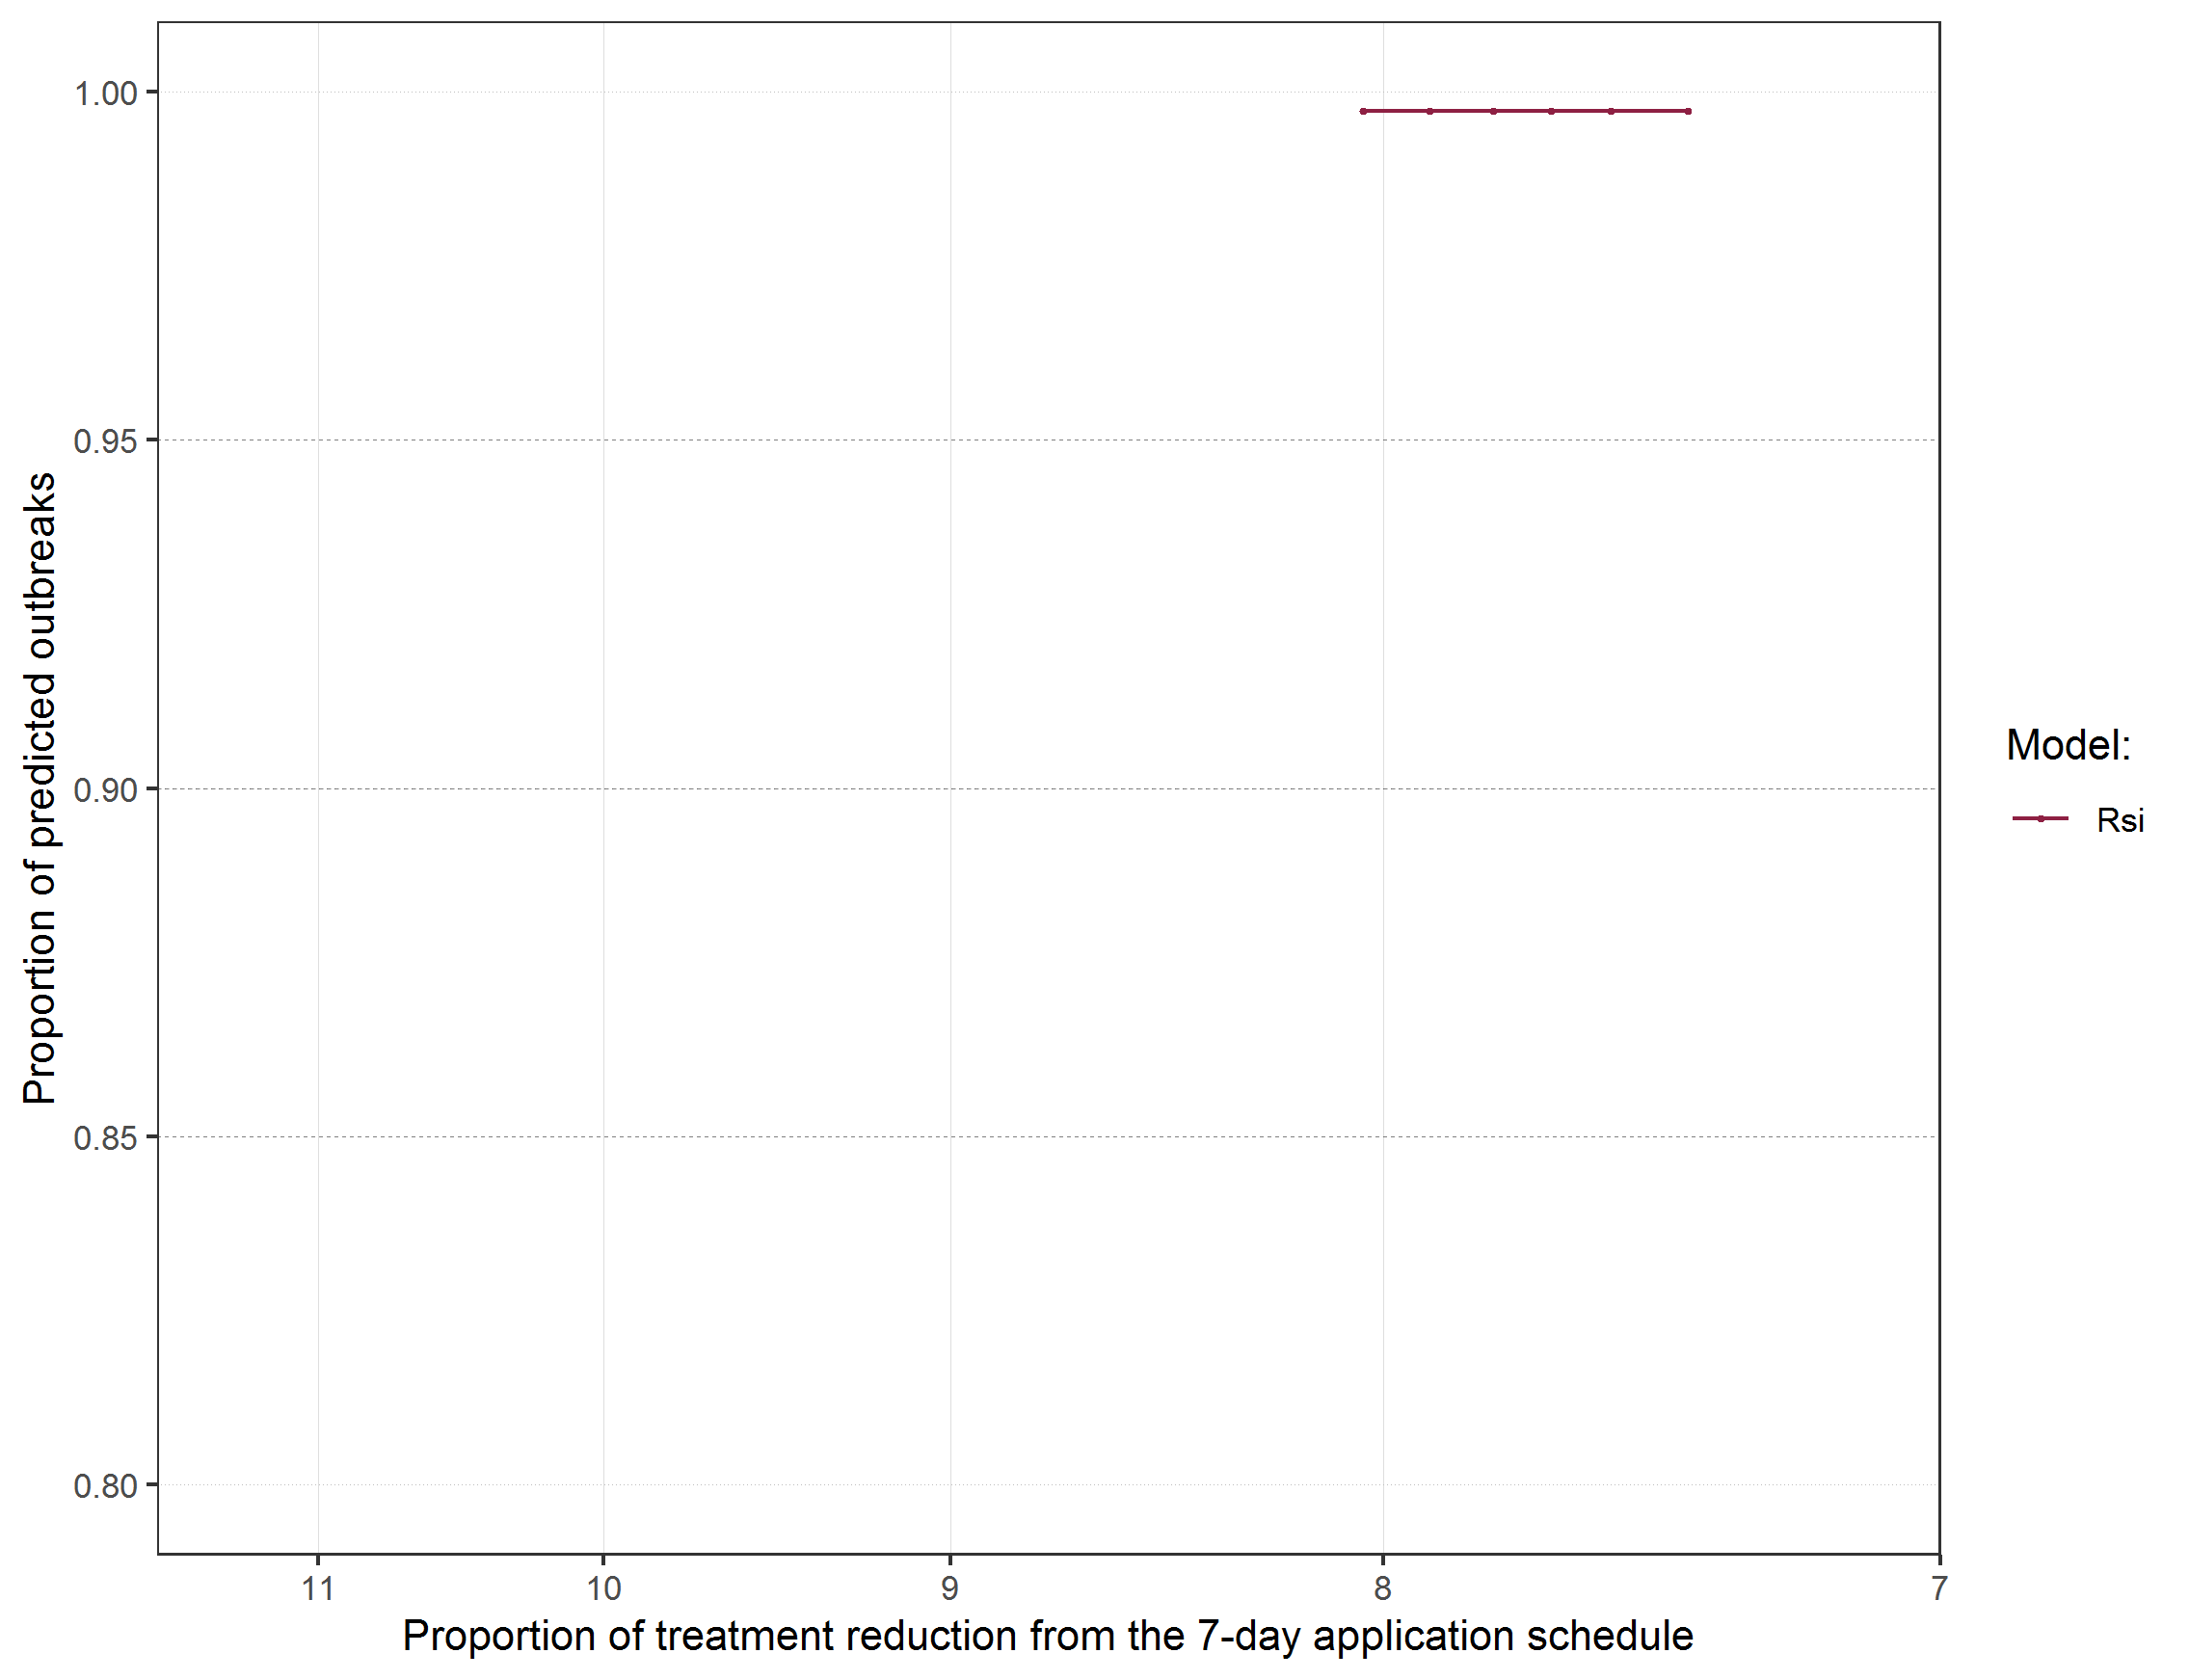 Proportion of predicted outbreaks
1.00
0.95
0.90
0.85
0.80
11 10 9 8 7
Proportion of treatment reduction from the 7-day application schedule
Model:
Rsi